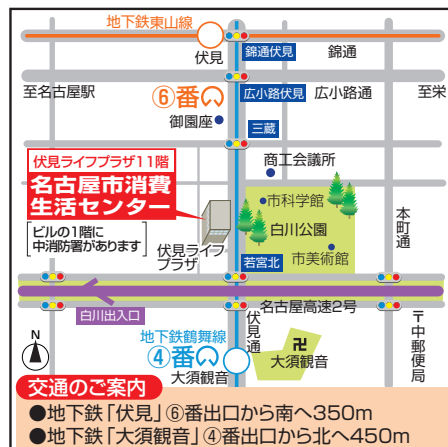 地下鉄東山線
伏見
錦通伏見
錦通
至名古屋駅
⑥番
広小路伏見
広小路通
至栄
御園座
三蔵
伏見ライフプラザ11階
名古屋市消費
生活センター
ビルの1階に
中消防署があります
商工会議所
市科学館
白川公園
伏見ライフ
プラザ
若宮北
市美術館
本町通
白川出入口
名古屋高速2号
伏見通
〒中郵便局
N
地下鉄鶴舞線
④番
大須観音
卍
大須観音
交通のご案内
●地下鉄「伏見」⑥番出口から南へ350m
●地下鉄「大須観音」④番出口から北へ450m